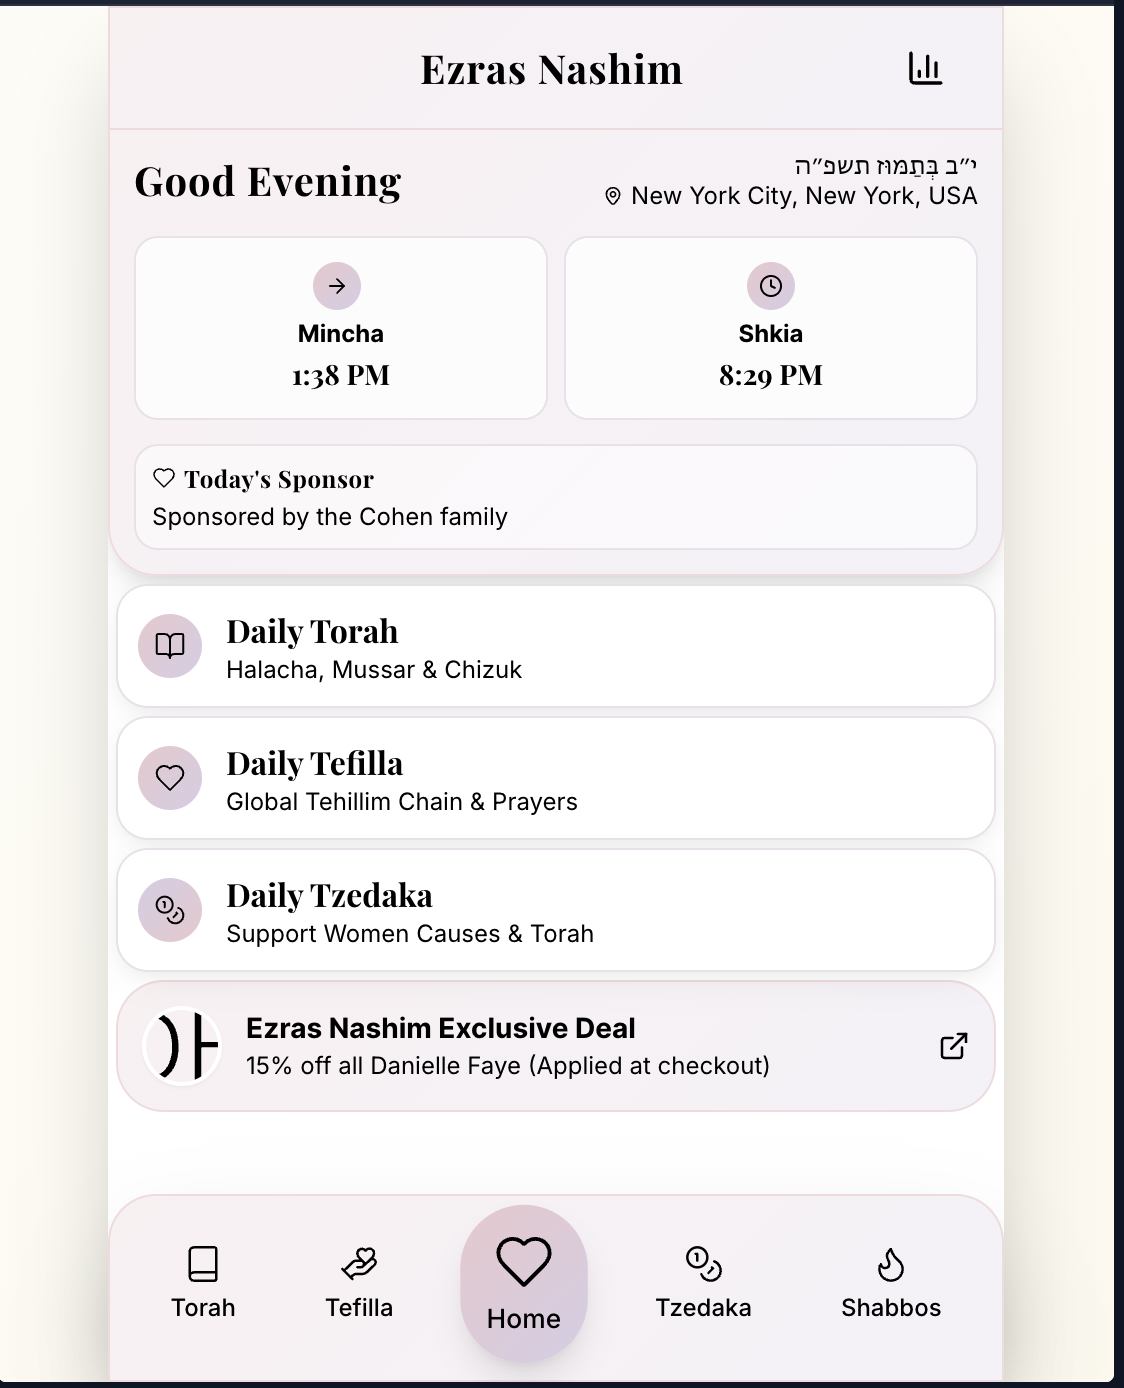 Ezras Nashim
Good Evening
י״ב בְּתַמּוּז תשפ״ה
New York City, New York, USA
Mincha
1:38 PM
Shkia
8:29 PM
Today's Sponsor
Sponsored by the Cohen family
Daily Torah
Halacha, Mussar & Chizuk
Daily Tefilla
Global Tehillim Chain & Prayers
Daily Tzedaka
Support Women Causes & Torah
Ezras Nashim Exclusive Deal
15% off all Danielle Faye (Applied at checkout)
Torah
Tefilla
Home
Tzedaka
Shabbos